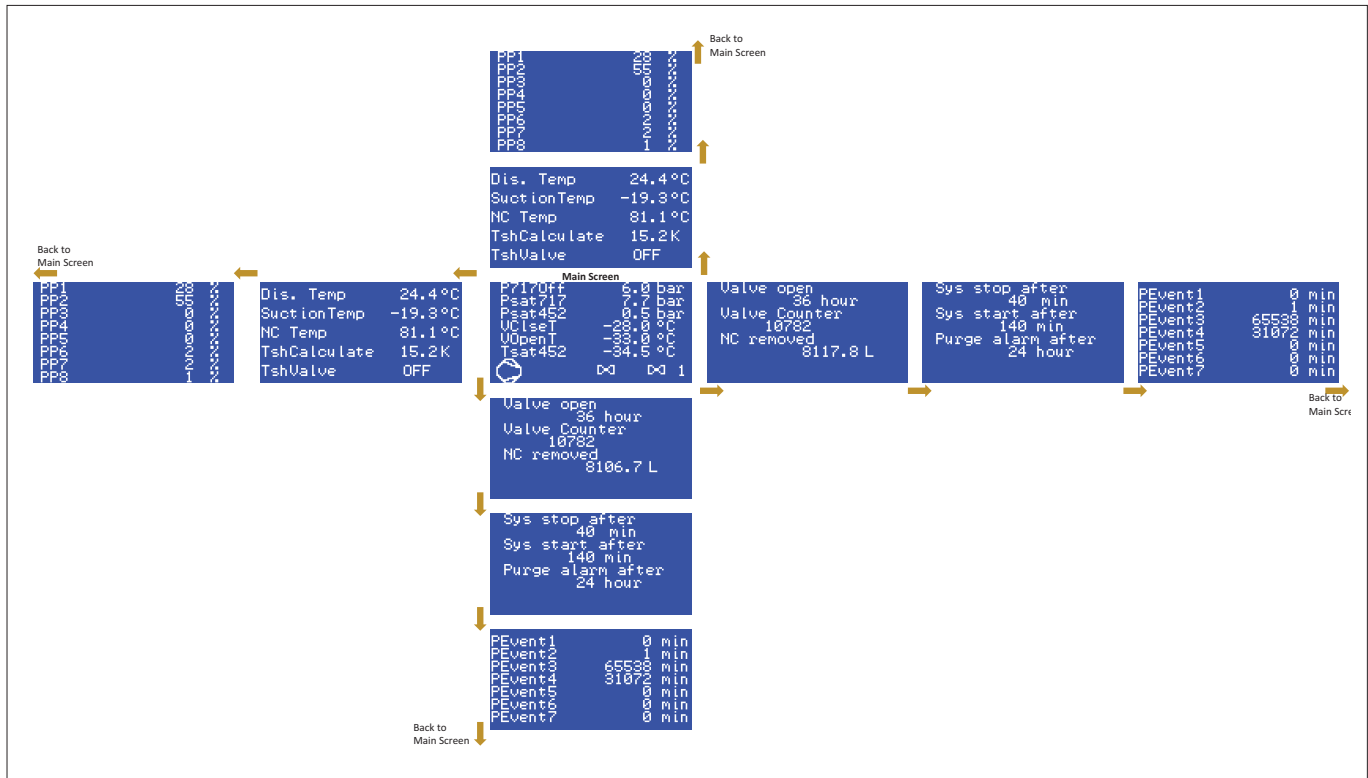 Back to
Main Screen
PP1 28 %
PP2 55 %
PP3 0 %
PP4 0 %
PP5 0 %
PP6 2 %
PP7 2 %
PP8 1 %
Dis. Temp 24.4°C
SuctionTemp -19.3°C
NC Temp 81.1°C
TshCalculate 15.2K
TshValve OFF
Back to
Main Screen
PP1 28 %
PP2 55 %
PP3 0 %
PP4 0 %
PP5 0 %
PP6 2 %
PP7 2 %
PP8 1 %
Dis. Temp 24.4°C
SuctionTemp -19.3°C
NC Temp 81.1°C
TshCalculate 15.2K
TshValve OFF
Main Screen
P717Off 6.0 bar
Psat717 7.7 bar
Psat452 0.5 bar
VClseT -28.0 °C
VOpenT -33.0 °C
Tsat452 -34.5 °C
1
Valve open
36 hour
Valve Counter
10782
NC removed
8117.8 L
Sys stop after
40 min
Sys start after
140 min
Purge alarm after
24 hour
PEvent1 0 min
PEvent2 1 min
PEvent3 65538 min
PEvent4 31072 min
PEvent5 0 min
PEvent6 0 min
PEvent7 0 min
Back to
Main Scre
Valve open
36 hour
Valve Counter
10782
NC removed
8106.7 L
Sys stop after
40 min
Sys start after
140 min
Purge alarm after
24 hour
PEvent1 0 min
PEvent2 1 min
PEvent3 65538 min
PEvent4 31072 min
PEvent5 0 min
PEvent6 0 min
PEvent7 0 min
Back to
Main Screen